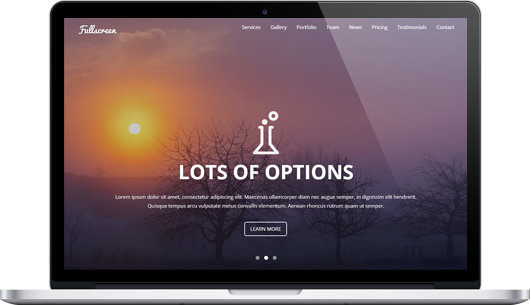 Fullscreen
Services Gallery Portfolio Team News Pricing Testimonials Contact
LOTS OF OPTIONS
Lorem ipsum dolor sit amet, consectetur adipiscing elit. Maecenas ullamcorper diam nec augue semper, in dignissim elit hendrerit.
Quisque tempus arcu vulputate metus convallis elementum. Aenean rhoncus rutrum quam ut semper.
LEARN MORE